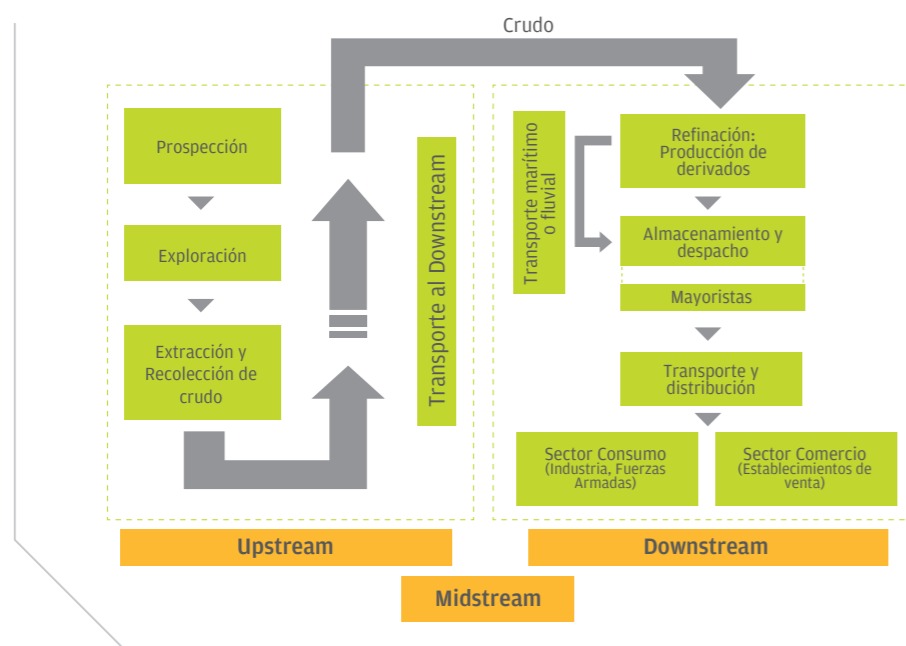 Crudo
Prospección
Exploración
Extracción y
Recolección de
crudo
Transporte al Downstream
Transporte marítimo
o fluvial
Refinación:
Producción de
derivados
Almacenamiento y
despacho
Mayoristas
Transporte y
distribución
Sector Consumo
(Industria, Fuerzas
Armadas)
Sector Comercio
(Establecimientos de
venta)
Upstream
Downstream
Midstream